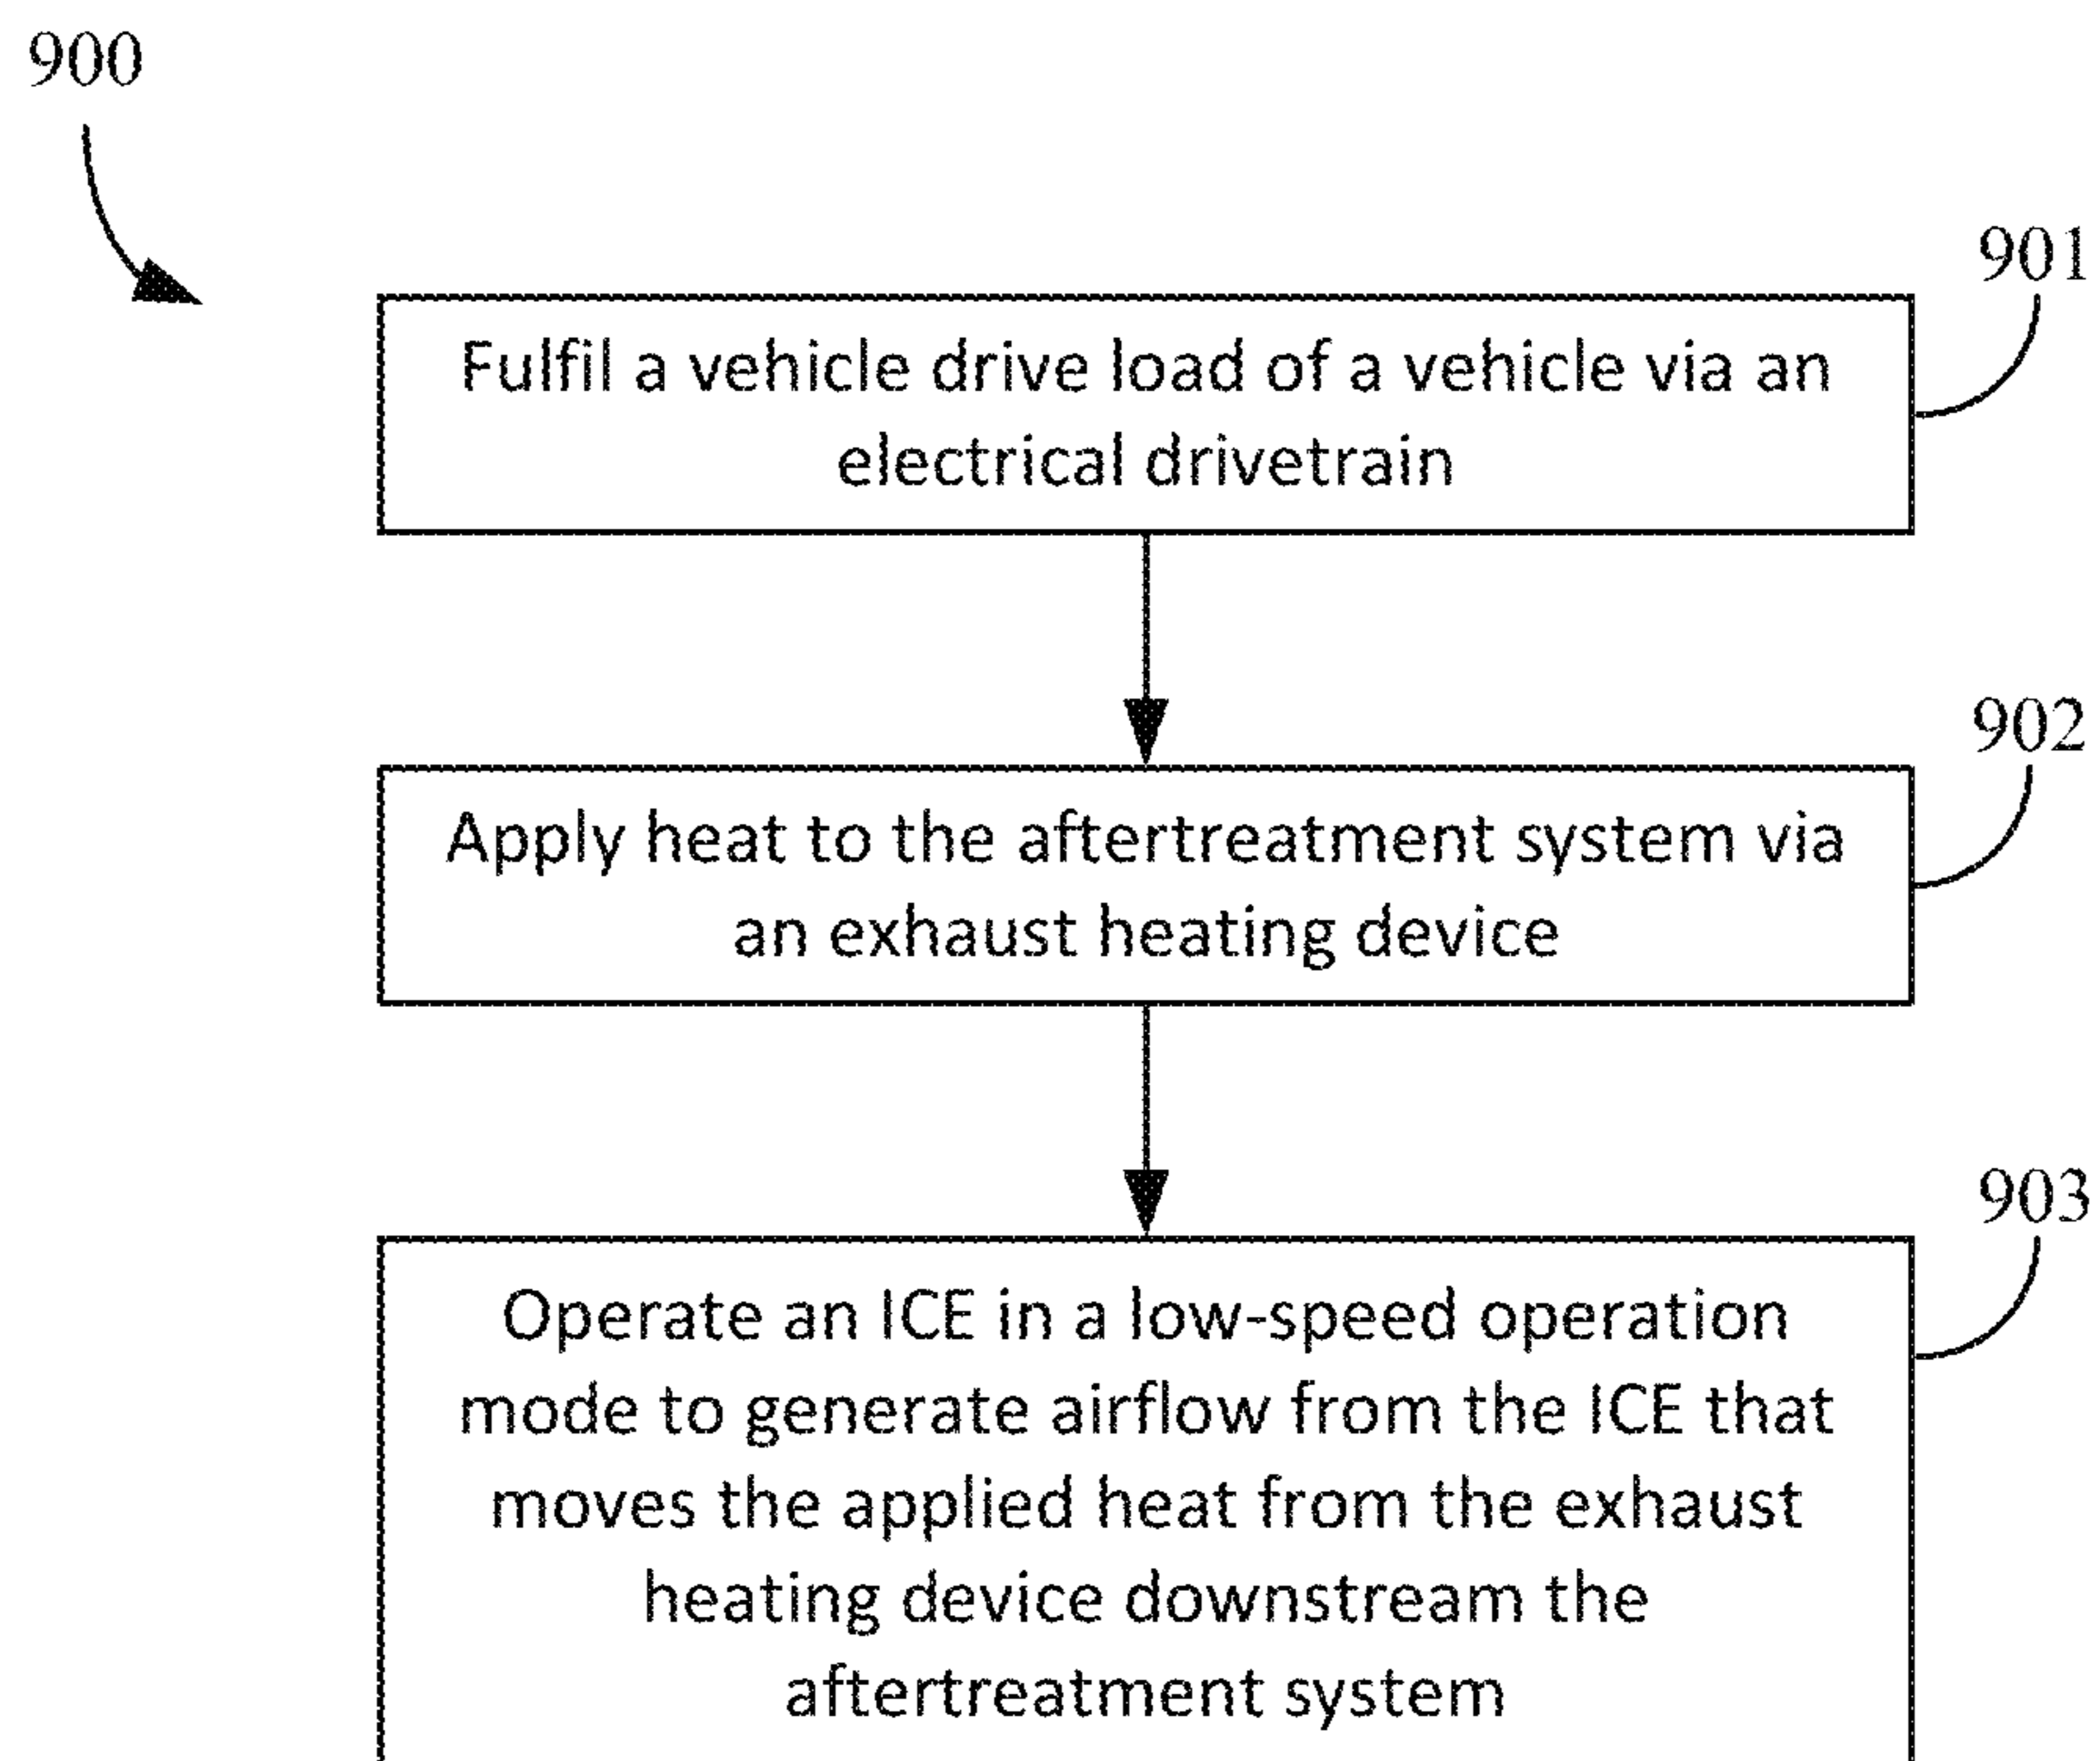 900
901
Fulfil a vehicle drive load of a vehicle via an
electrical drivetrain
902
Apply heat to the aftertreatment system via
an exhaust heating device
903
Operate an ICE in a low-speed operation
mode to generate airflow from the ICE that
moves the applied heat from the exhaust
heating device downstream the
aftertreatment system